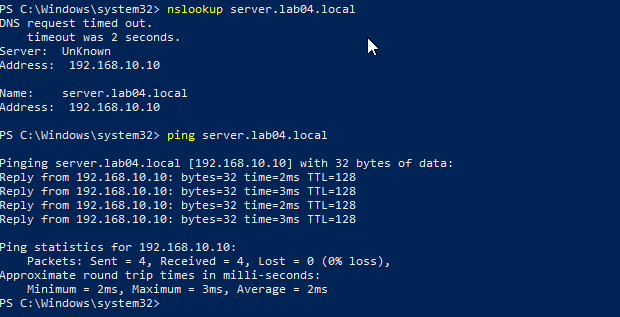 PS C:\Windows\system32> nslookup server.lab04.local
DNS request timed out.
    timeout was 2 seconds.
Server:  UnKnown
Address:  192.168.10.10
Name:    server.lab04.local
Address:  192.168.10.10
PS C:\Windows\system32> ping server.lab04.local
Pinging server.lab04.local [192.168.10.10] with 32 bytes of data:
Reply from 192.168.10.10: bytes=32 time=2ms TTL=128
Reply from 192.168.10.10: bytes=32 time=3ms TTL=128
Reply from 192.168.10.10: bytes=32 time=2ms TTL=128
Reply from 192.168.10.10: bytes=32 time=3ms TTL=128
Ping statistics for 192.168.10.10:
    Packets: Sent = 4, Received = 4, Lost = 0 (0% loss),
Approximate round trip times in milli-seconds:
    Minimum = 2ms, Maximum = 3ms, Average = 2ms
PS C:\Windows\system32>